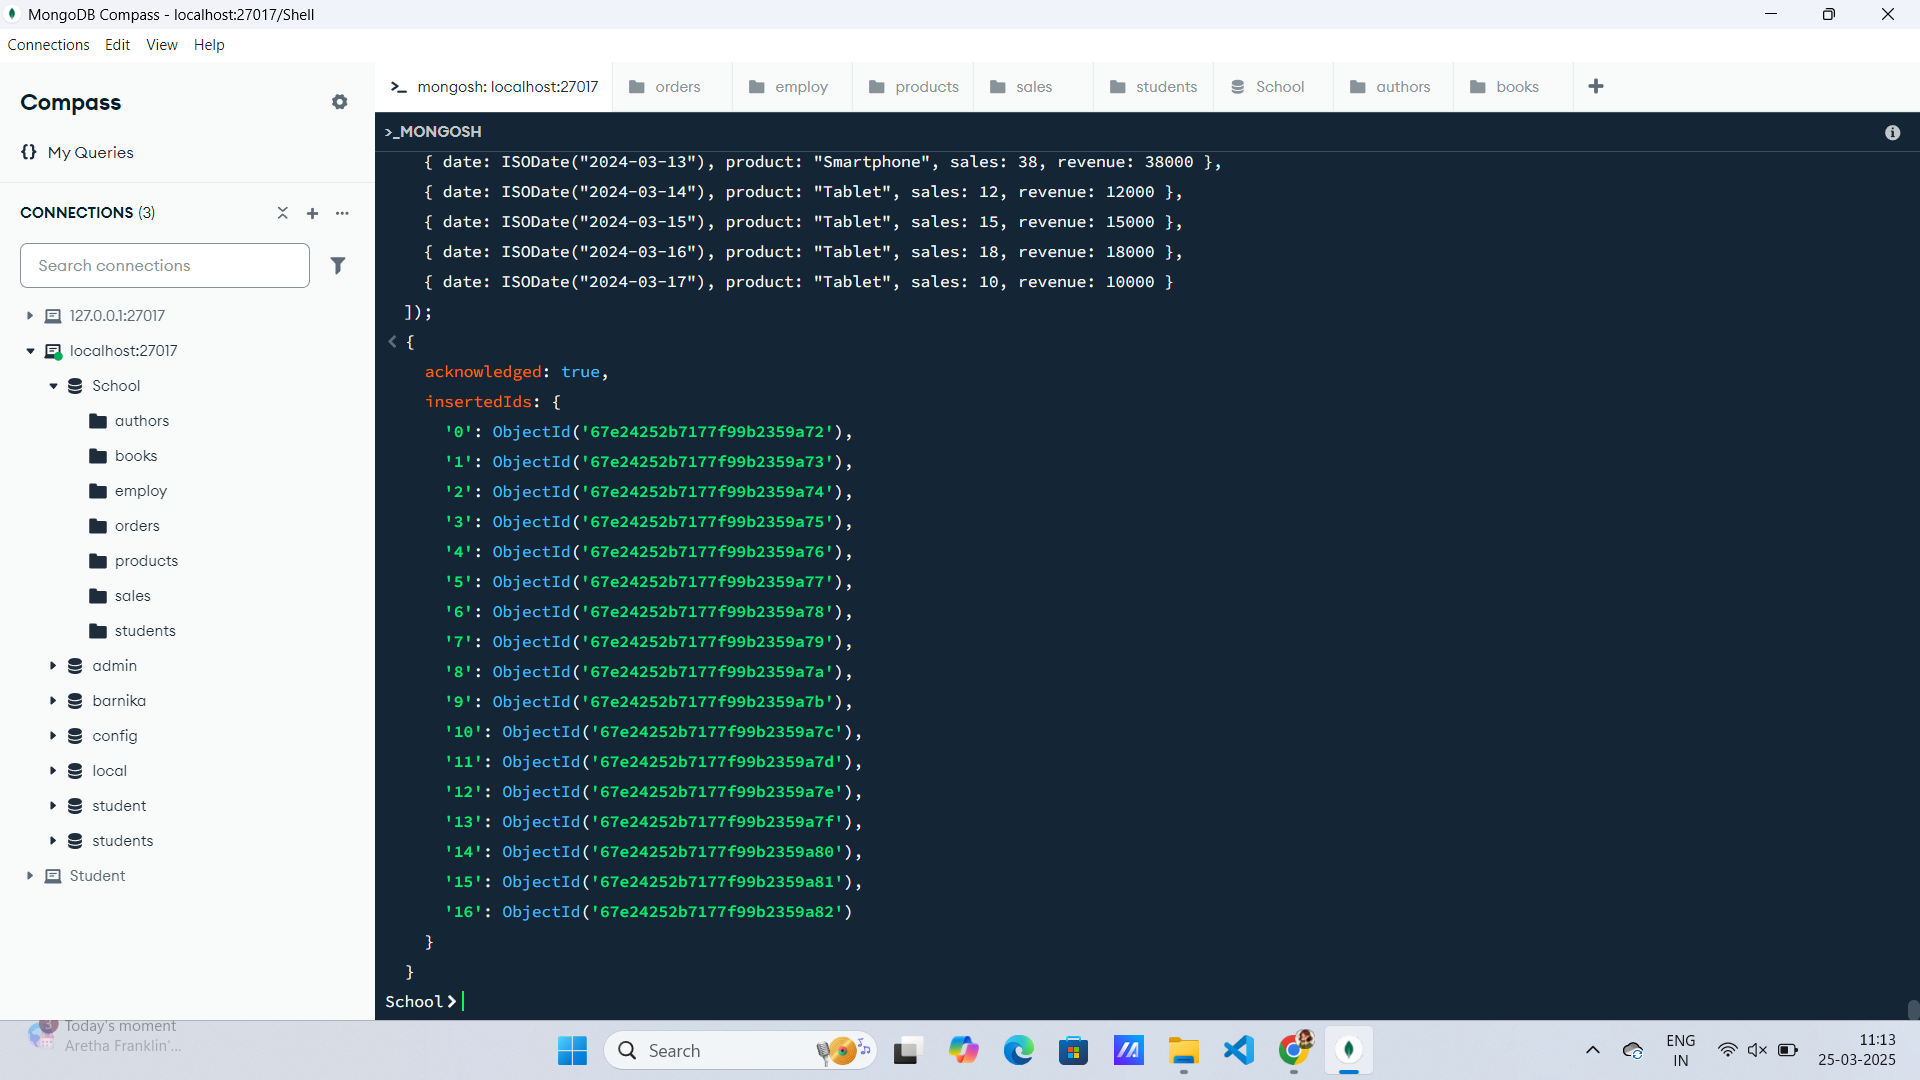 MongoDB Compass - localhost:27017/Shell
Connections Edit View Help
Compass
{} My Queries
CONNECTIONS (3)
Search connections
127.0.0.1:27017
localhost:27017
School
authors
books
employ
orders
products
sales
students
admin
barnika
config
local
student
students
Student
>_ mongosh: localhost:27017 orders employ products sales students School authors books +
>_MONGOSH
{ date: ISODate("2024-03-13"), product: "Smartphone", sales: 38, revenue: 38000 },
{ date: ISODate("2024-03-14"), product: "Tablet", sales: 12, revenue: 12000 },
{ date: ISODate("2024-03-15"), product: "Tablet", sales: 15, revenue: 15000 },
{ date: ISODate("2024-03-16"), product: "Tablet", sales: 18, revenue: 18000 },
{ date: ISODate("2024-03-17"), product: "Tablet", sales: 10, revenue: 10000 }
]);
< {
acknowledged: true,
insertedIds: {
'0': ObjectId('67e24252b7177f99b2359a72'),
'1': ObjectId('67e24252b7177f99b2359a73'),
'2': ObjectId('67e24252b7177f99b2359a74'),
'3': ObjectId('67e24252b7177f99b2359a75'),
'4': ObjectId('67e24252b7177f99b2359a76'),
'5': ObjectId('67e24252b7177f99b2359a77'),
'6': ObjectId('67e24252b7177f99b2359a78'),
'7': ObjectId('67e24252b7177f99b2359a79'),
'8': ObjectId('67e24252b7177f99b2359a7a'),
'9': ObjectId('67e24252b7177f99b2359a7b'),
'10': ObjectId('67e24252b7177f99b2359a7c'),
'11': ObjectId('67e24252b7177f99b2359a7d'),
'12': ObjectId('67e24252b7177f99b2359a7e'),
'13': ObjectId('67e24252b7177f99b2359a7f'),
'14': ObjectId('67e24252b7177f99b2359a80'),
'15': ObjectId('67e24252b7177f99b2359a81'),
'16': ObjectId('67e24252b7177f99b2359a82')
}
}
School >
3
Today's moment
Aretha Franklin'...
Search
ENG
IN
11:13
25-03-2025